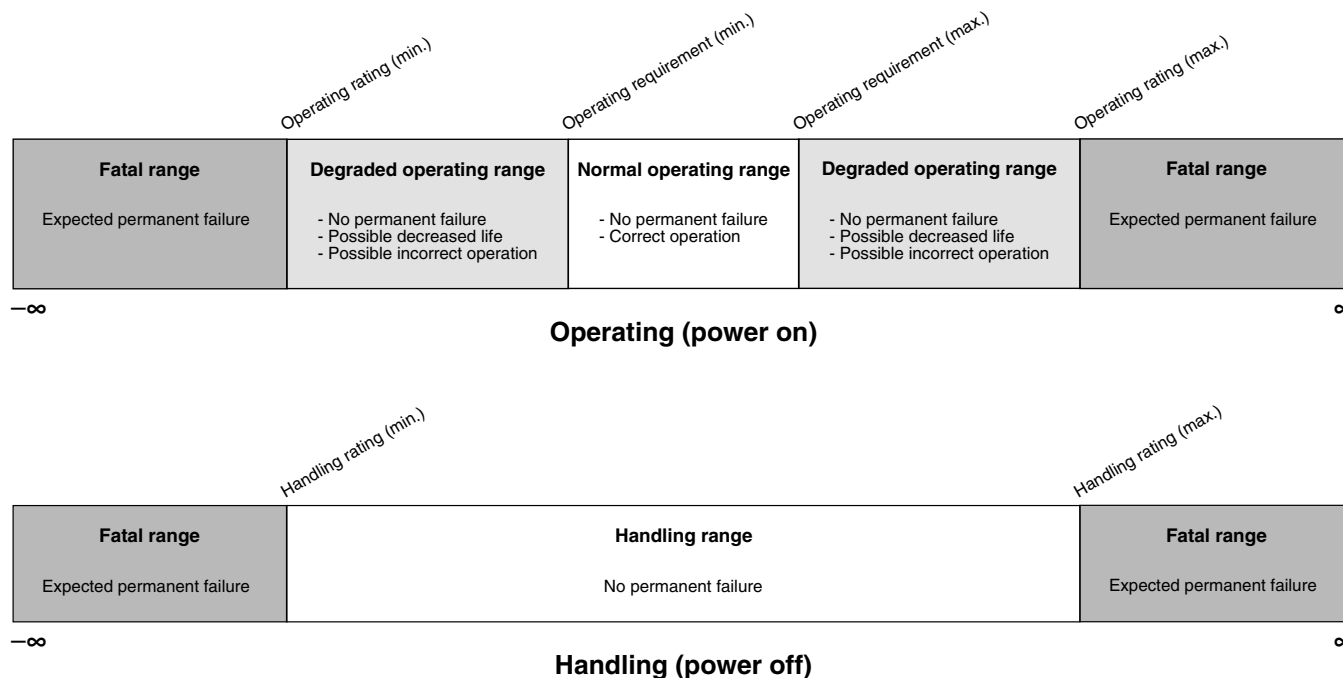 Operating rating (min.)
Operating requirement (min.)
Operating requirement (max.)
Operating rating (max.)
Fatal range
Degraded operating range
Normal operating range
Degraded operating range
Fatal range
Expected permanent failure
- No permanent failure
- Possible decreased life
- Possible incorrect operation
- No permanent failure
- Correct operation
- No permanent failure
- Possible decreased life
- Possible incorrect operation
Expected permanent failure
–∞
Operating (power on)
Handling rating (min.)
Handling rating (max.)
Fatal range
Handling range
Fatal range
Expected permanent failure
No permanent failure
Expected permanent failure
–∞
Handling (power off)